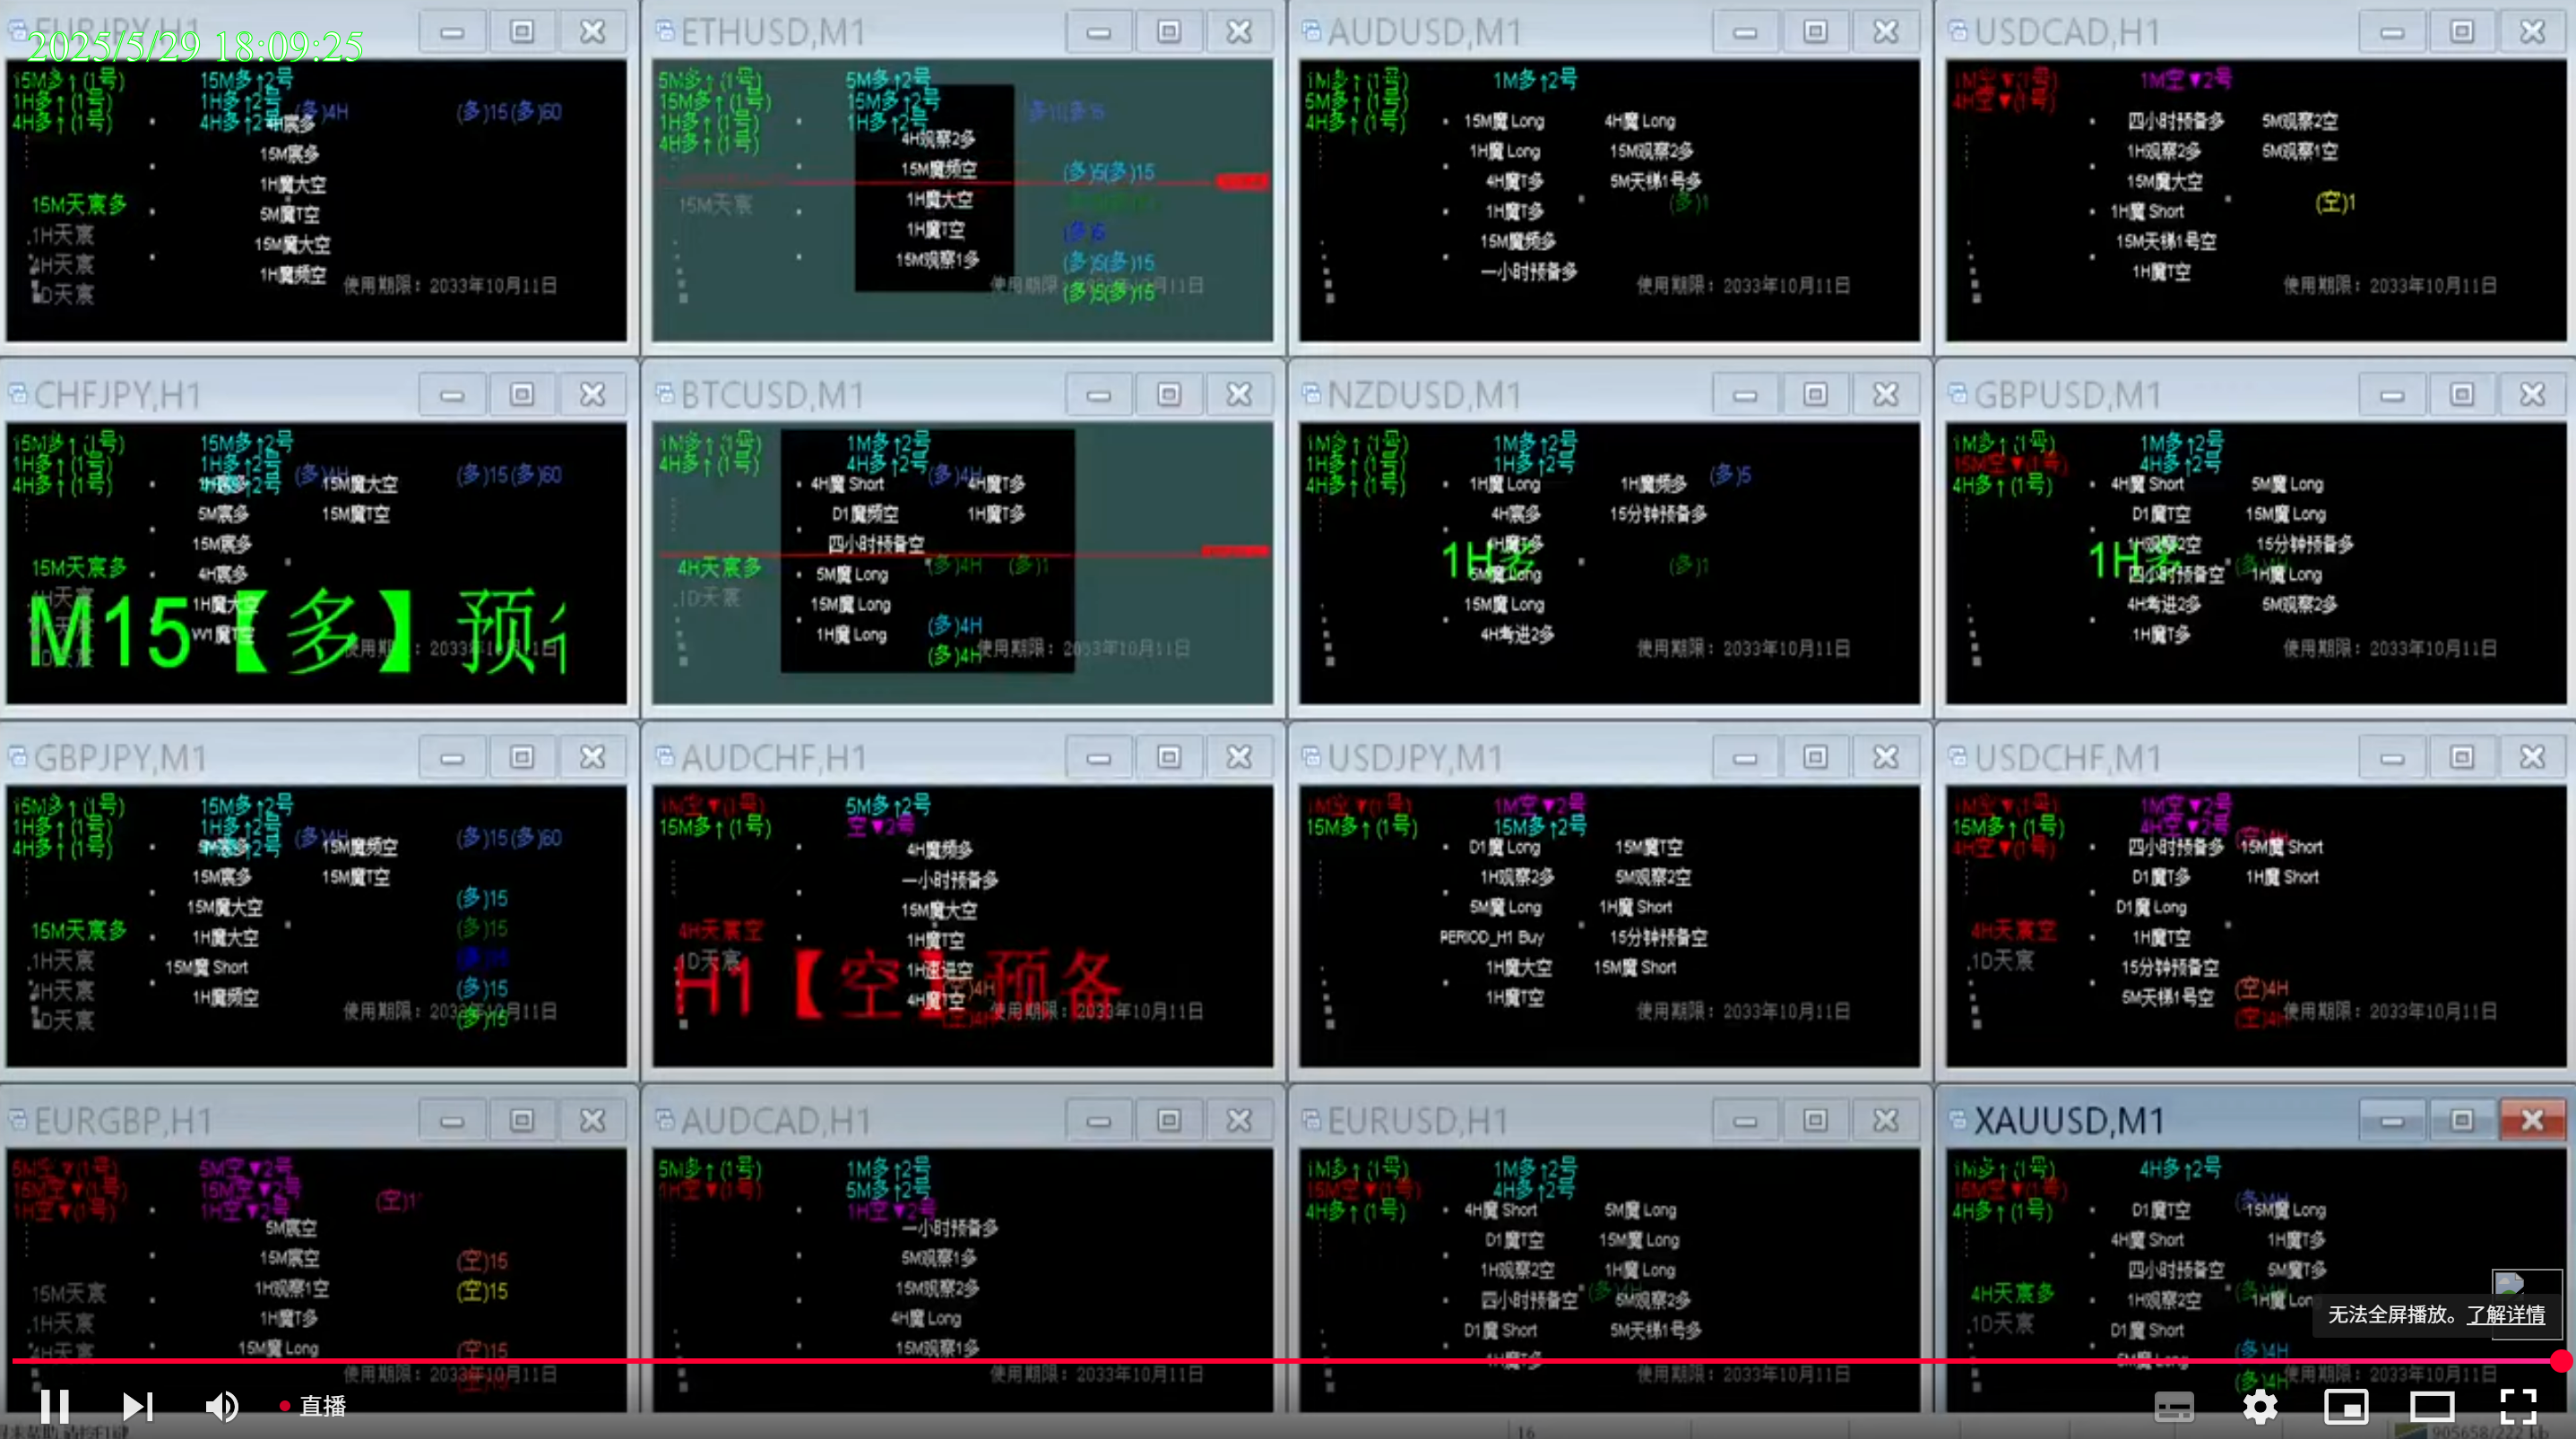 EURJPY,H1
2025/5/29 18:09:25
15M多↑(1号) 15M多↑2号
1H多↑(1号) 1H多↑2号 (多)4H (多)15(多)60
4H多↑(1号) 4H多↑2号
4H宸多
15M宸多
1H魔大空
15M天宸多 5M魔T空
1H天宸 15M魔大空
4H天宸 1H魔频空
使用期限：2033年10月11日
D天宸
ETHUSD,M1
5M多↑(1号) 5M多↑2号
15M多↑(1号) 15M多↑2号
1H多↑(1号) 1H多↑2号
4H多↑(1号) 4H观察2多
15M魔频空 (多)5(多)15
15M天宸 1H魔大空
1H魔T空 (多)5
15M观察1多 (多)5(多)15
使用期限： 年10月11日
(多)5(多)15
AUDUSD,M1
1M多↑(1号) 1M多↑2号
5M多↑(1号)
4H多↑(1号) 15M魔 Long 4H魔 Long
1H魔 Long 15M观察2多
4H魔T多 5M天梯1号多
1H魔T多 (多)1
15M魔频多
一小时预备多
使用期限：2033年10月11日
USDCAD,H1
1M空▼(1号) 1M空▼2号
4H空▼(1号)
四小时预备多 5M观察2空
1H观察2多 5M观察1空
15M魔大空
1H魔 Short (空)1
15M天梯1号空
1H魔T空
使用期限：2033年10月11日
CHFJPY,H1
15M多↑(1号) 15M多↑2号
1H多↑(1号) 1H多↑2号 (多)4H (多)15(多)60
4H多↑(1号) 15M魔大空
5M宸多 15M魔T空
15M宸多
15M天宸多 4H宸多
1H魔大空
M15【多】预
W1魔T空
BTCUSD,M1
1M多↑(1号) 1M多↑2号
4H多↑(1号) 4H多↑2号 (多)4H
4H魔 Short 4H魔T多
D1魔频空 1H魔T多
四小时预备空
4H天宸多 5M魔 Long (多)4H (多)1
1D天宸 15M魔 Long
1H魔 Long (多)4H
(多)4H 使用期限：2033年10月11日
NZDUSD,M1
1M多↑(1号) 1M多↑2号
1H多↑(1号) 1H多↑2号 (多)5
4H多↑(1号) 1H魔 Long 1H魔频多
4H宸多 15分钟预备多
4H魔T多
1H多 (多)1
5M魔 Long
15M魔 Long
4H考进2多
使用期限：2033年10月11日
GBPUSD,M1
1M多↑(1号) 1M多↑2号
15M空▼(1号) 4H多↑2号
4H多↑(1号) 4H魔 Short 5M魔 Long
D1魔T空 15M魔 Long
1H观察2空 15分钟预备多
1H多
四小时预备空 1H魔 Long
4H考进2多 5M观察2多
1H魔T多
使用期限：2033年10月11日
GBPJPY,M1
15M多↑(1号) 15M多↑2号
1H多↑(1号) 1H多↑2号 (多)4H (多)15(多)60
4H多↑(1号) 15M魔频空
15M宸多 15M魔T空
15M魔大空 (多)15
15M天宸多 1H魔大空 (多)15
1H天宸 15M魔 Short
4H天宸 1H魔频空 (多)15
D天宸 使用期限：2033年10月11日
(多)15
AUDCHF,H1
1M空▼(1号) 5M多↑2号
15M多↑(1号) 空▼2号
4H魔频多
一小时预备多
15M魔大空
4H天宸空 1H魔T空
1D天宸 1H速进空
H1【空】预备
4H魔T空 (空)4H
使用期限：2033年10月11日
USDJPY,M1
1M空▼(1号) 1M空▼2号
15M多↑(1号) 15M多↑2号
D1魔 Long 15M魔T空
1H观察2多 5M观察2空
5M魔 Long 1H魔 Short
PERIOD_H1 Buy 15分钟预备空
1H魔大空 15M魔 Short
1H魔T空
使用期限：2033年10月11日
USDCHF,M1
1M空▼(1号) 1M空▼2号
15M多↑(1号) 4H空▼2号
4H空▼(1号) 四小时预备多 15M魔 Short
D1魔T多 1H魔 Short
D1魔 Long
4H天宸空 1H魔T空
1D天宸 15分钟预备空
5M天梯1号空 (空)4H
(空)4H 使用期限：2033年10月11日
EURGBP,H1
5M空▼(1号) 5M空▼2号
15M空▼(1号) 15M空▼2号 (空)1
1H空▼(1号) 1H空▼2号
5M宸空
15M宸空 (空)15
15M天宸 1H观察1空 (空)15
1H天宸 1H魔T多
4H天宸 15M魔 Long (空)15
使用期限：2033年10月11日
AUDCAD,H1
5M多↑(1号) 1M多↑2号
1H空▼(1号) 5M多↑2号
1H空▼2号
一小时预备多
5M观察1多
15M观察2多
4H魔 Long
15M观察1多
使用期限：2033年10月11日
EURUSD,H1
1M多↑(1号) 1M多↑2号
15M空▼(1号) 4H多↑2号
4H多↑(1号) 4H魔 Short 5M魔 Long
D1魔T空 15M魔 Long
1H观察2空 1H魔 Long
四小时预备空 5M观察2多
D1魔 Short 5M天梯1号多
1H魔T多
使用期限：2033年10月11日
XAUUSD,M1
1M多↑(1号) 4H多↑2号
15M空▼(1号) (多)4H
4H多↑(1号) D1魔T空 15M魔 Long
4H魔 Short 1H魔T多
四小时预备空 5M魔T多
4H天宸多 1H观察2空 1H魔 Lon
1D天宸 D1魔 Short
5M魔 Long (多)4H
(多)4H 使用期限：2033年10月11日
无法全屏播放。了解详情
直播
16
905658/222 kb